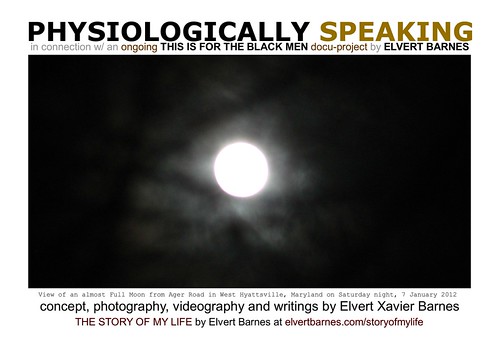 PHYSIOLOGICALLY SPEAKING
in connection w/ an ongoing THIS IS FOR THE BLACK MEN docu-project by ELVERT BARNES
View of an almost Full Moon from Ager Road in West Hyattsville, Maryland on Saturday night, 7 January 2012
concept, photography, videography and writings by Elvert Xavier Barnes
THE STORY OF MY LIFE by Elvert Barnes at elvertbarnes.com/storyofmylife